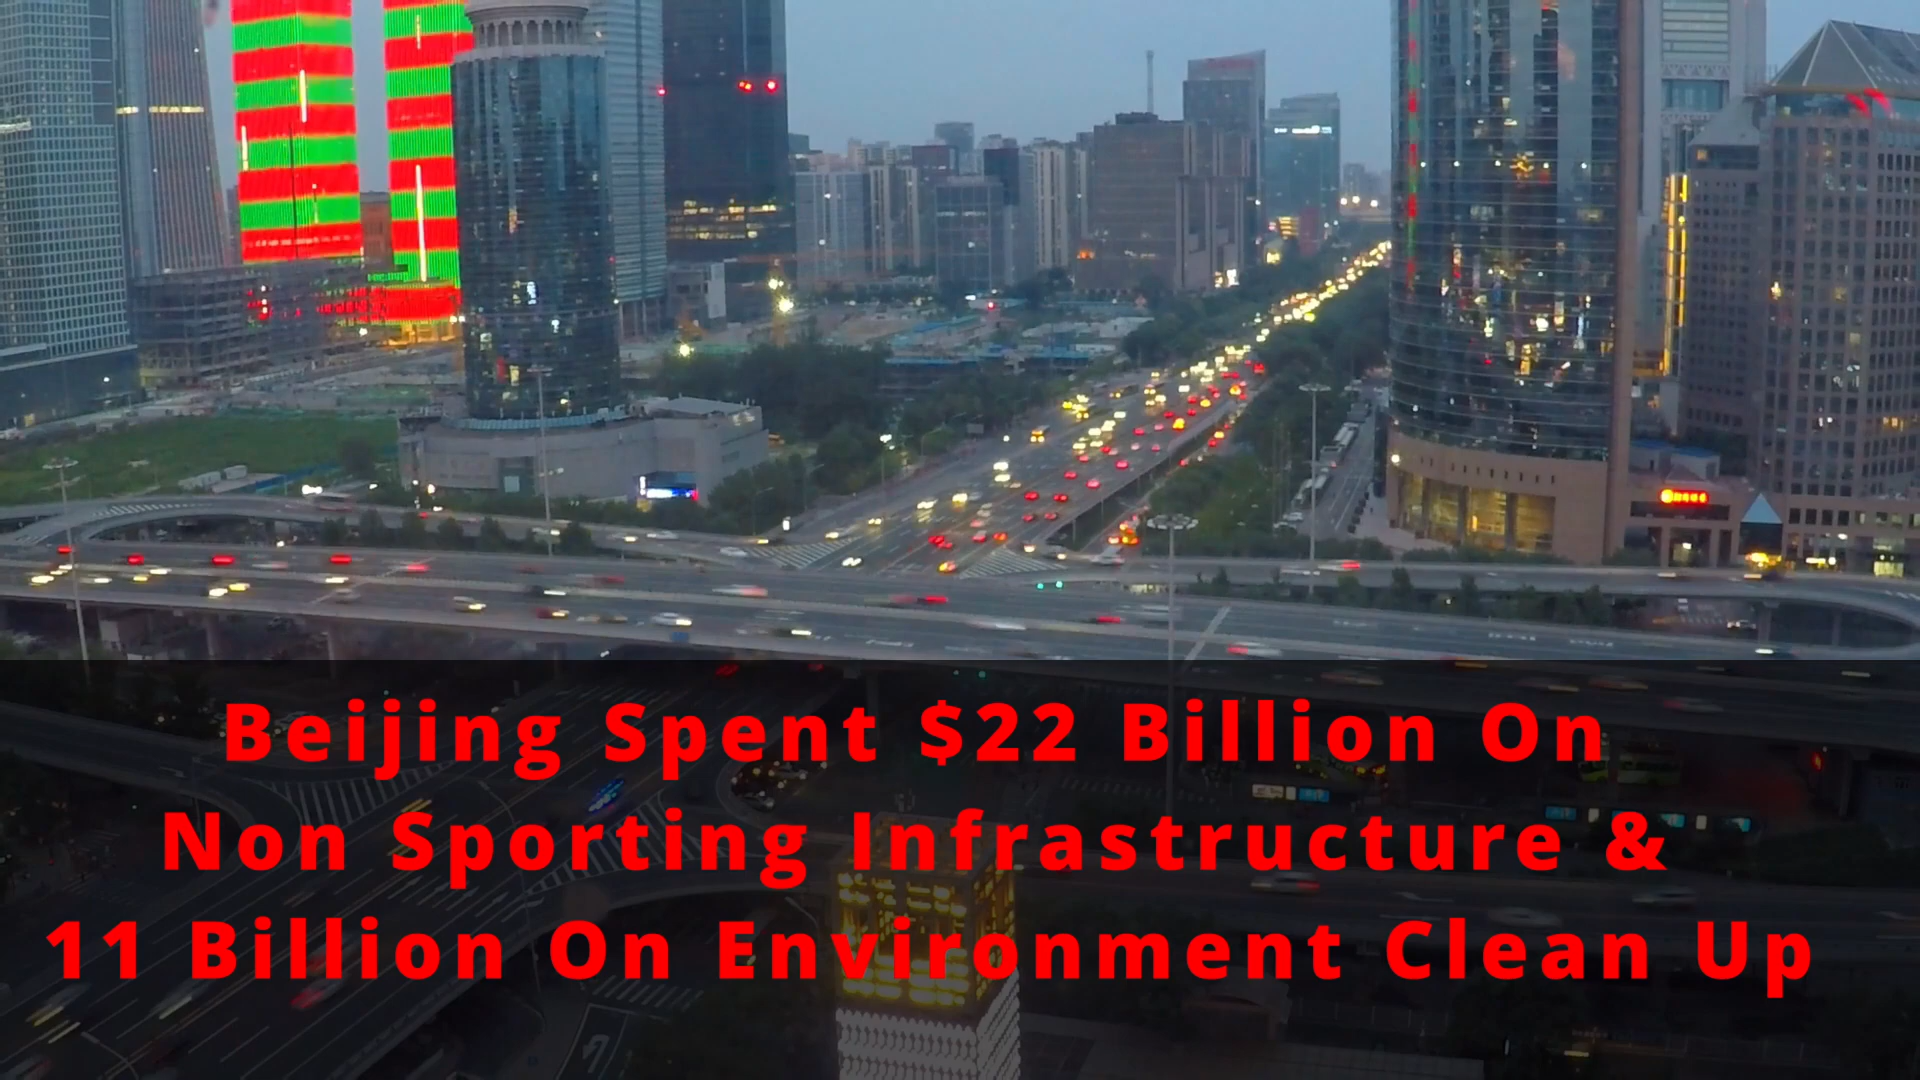 Beijing Spent $22 Billion On
Non Sporting Infrastructure &
11 Billion On Environment Clean Up